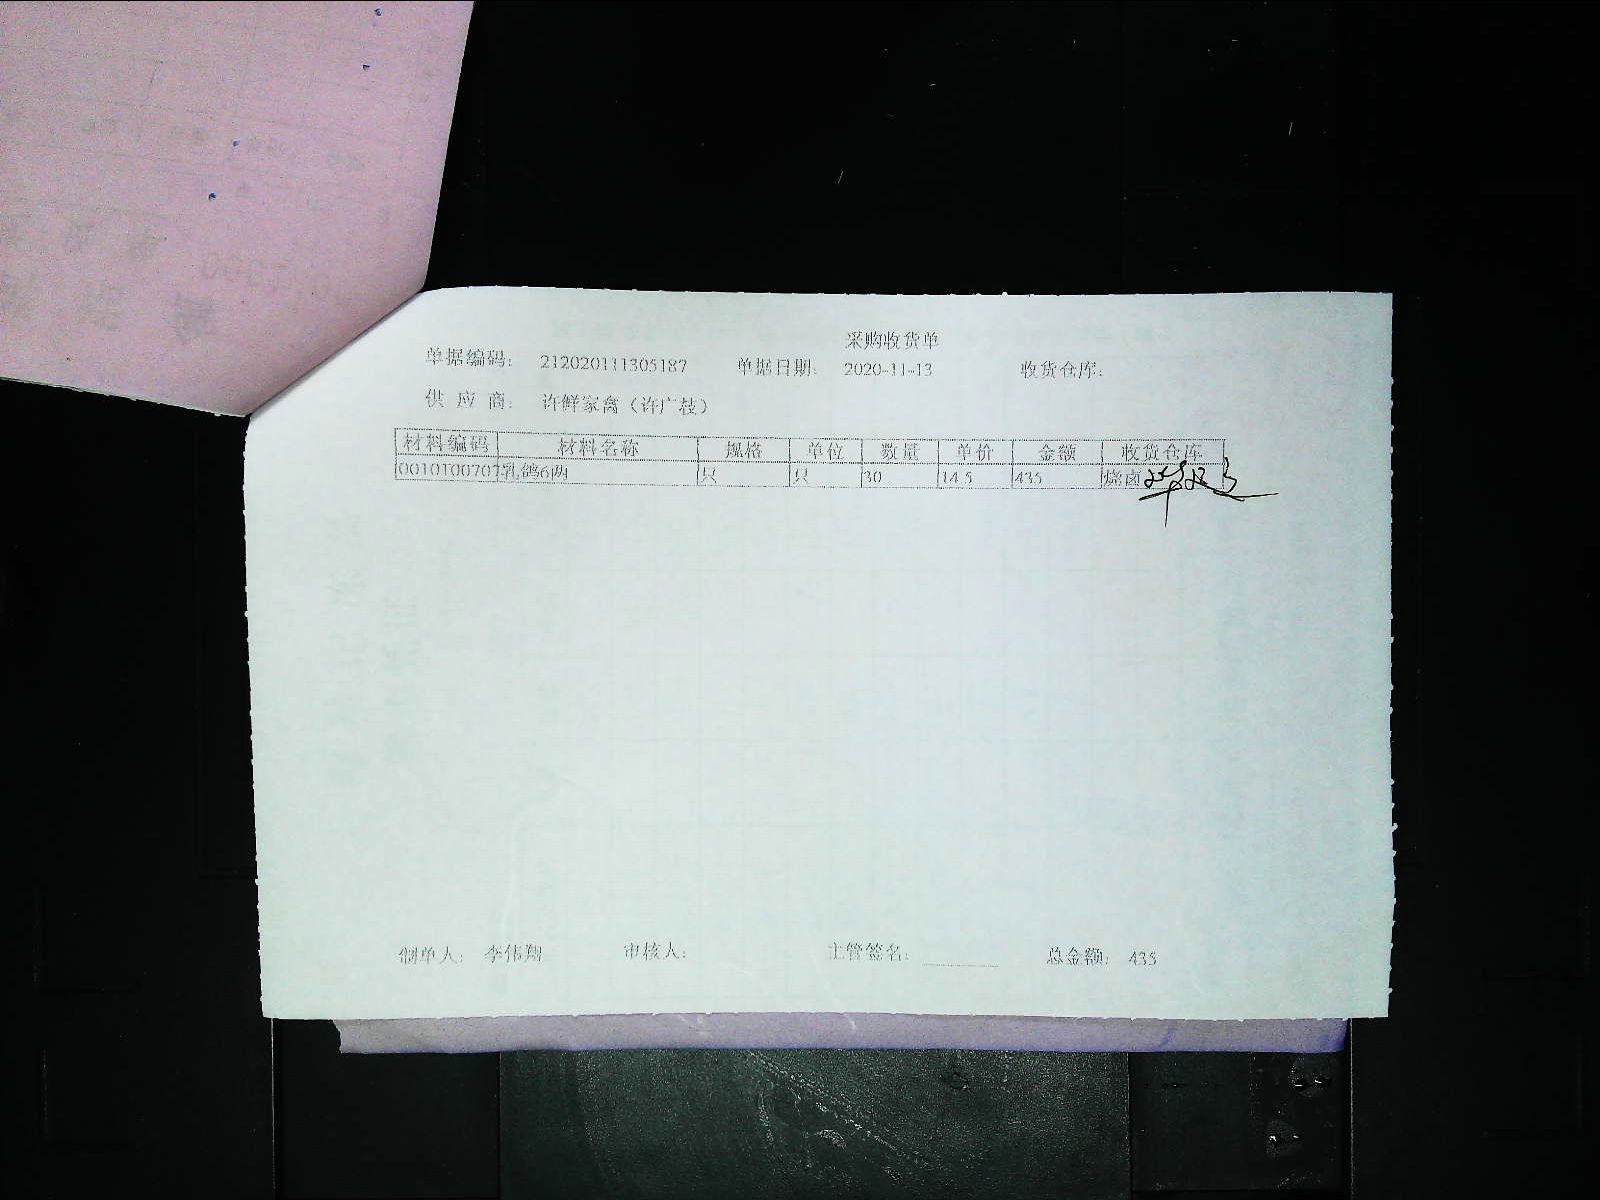 采购收货单
单据编码: 212020111305187 单据日期: 2020-11-13 收货仓库:
供应商: 许鲜家禽（许广枝）
材料编码 材料名称 规格 单位 数量 单价 金额 收货仓库
0010100707 乳鸽6两 只 只 30 14.5 435 烧卤
制单人: 李伟翔 审核人: 主管签名: 总金额: 435